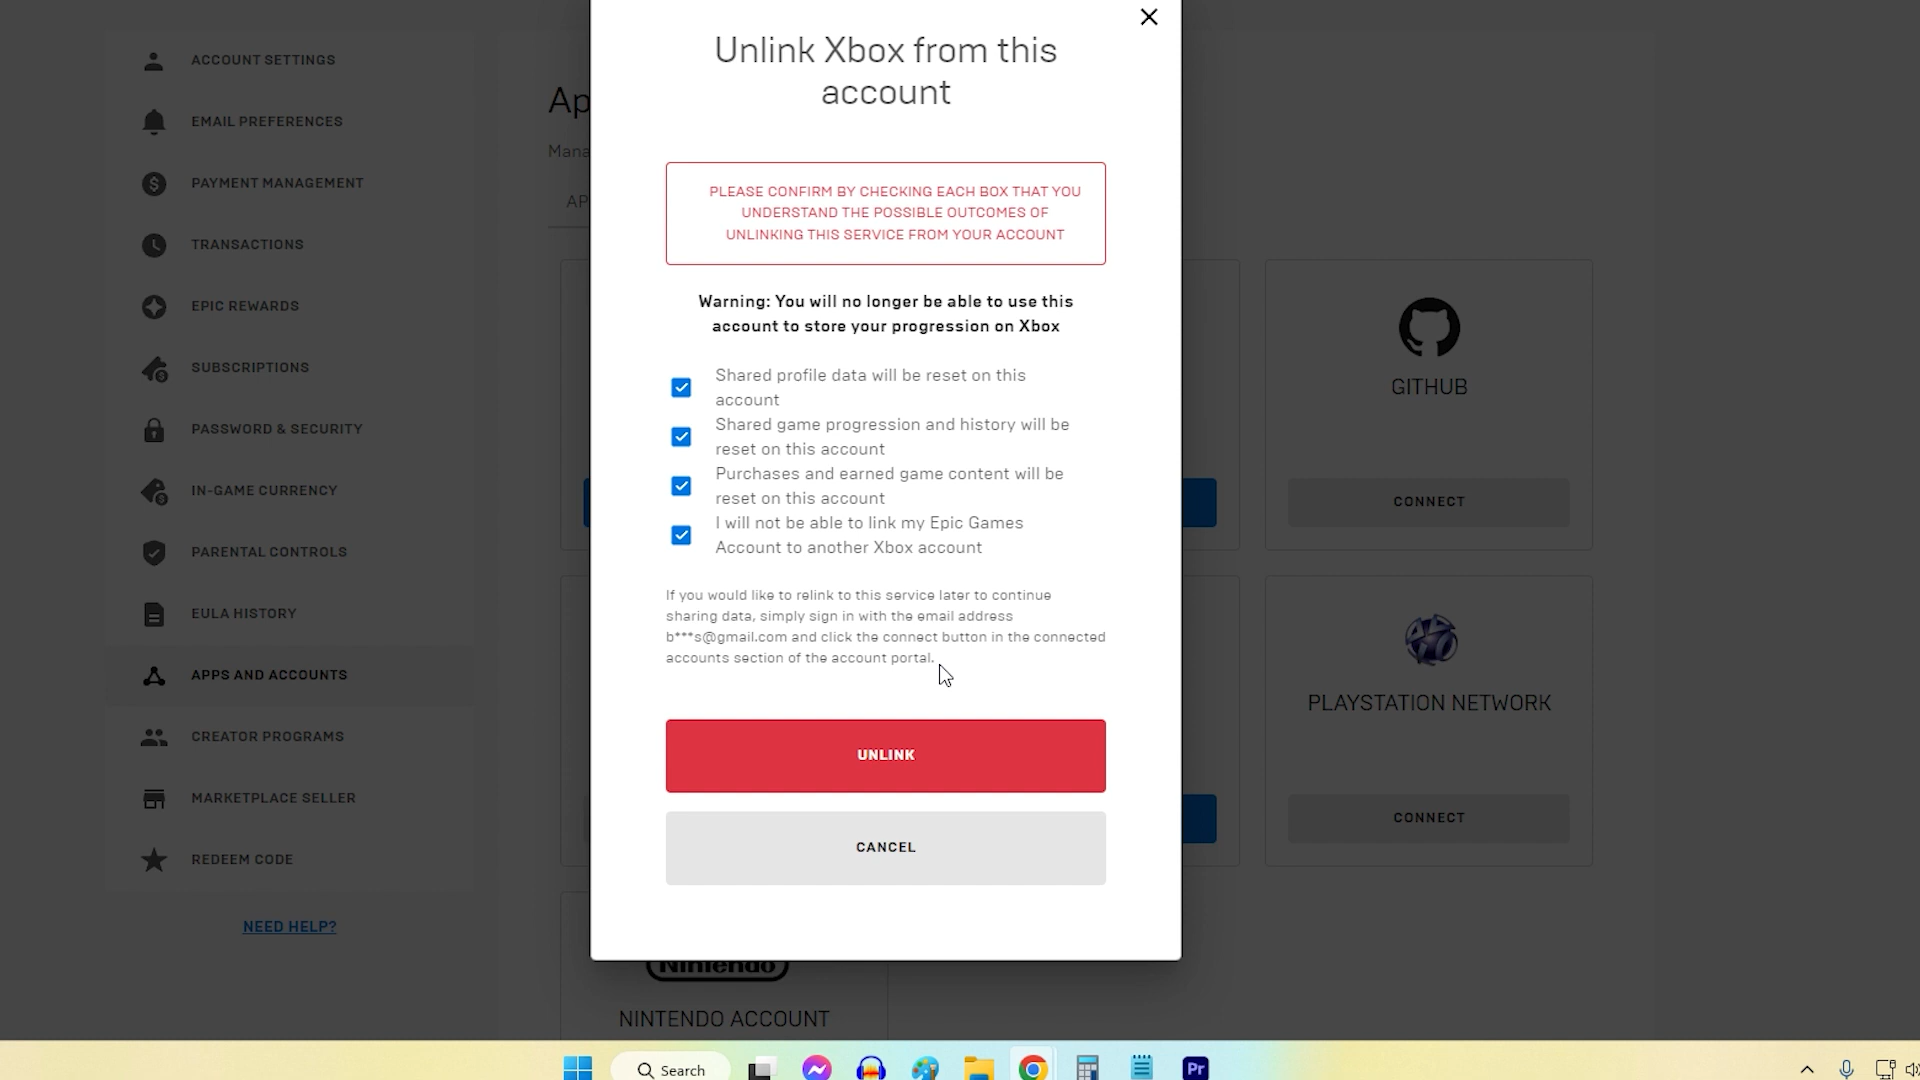 ACCOUNT SETTINGS
EMAIL PREFERENCES
PAYMENT MANAGEMENT
TRANSACTIONS
EPIC REWARDS
SUBSCRIPTIONS
PASSWORD & SECURITY
IN-GAME CURRENCY
PARENTAL CONTROLS
EULA HISTORY
APPS AND ACCOUNTS
CREATOR PROGRAMS
MARKETPLACE SELLER
REDEEM CODE
NEED HELP?
Ap
Mana
AP
Unlink Xbox from this
account
PLEASE CONFIRM BY CHECKING EACH BOX THAT YOU
UNDERSTAND THE POSSIBLE OUTCOMES OF
UNLINKING THIS SERVICE FROM YOUR ACCOUNT
Warning: You will no longer be able to use this
account to store your progression on Xbox
Shared profile data will be reset on this
account
Shared game progression and history will be
reset on this account
Purchases and earned game content will be
reset on this account
I will not be able to link my Epic Games
Account to another Xbox account
If you would like to relink to this service later to continue
sharing data, simply sign in with the email address
b***s@gmail.com and click the connect button in the connected
accounts section of the account portal.
UNLINK
CANCEL
GITHUB
CONNECT
PLAYSTATION NETWORK
CONNECT
Nintendo
NINTENDO ACCOUNT
Search
Pr